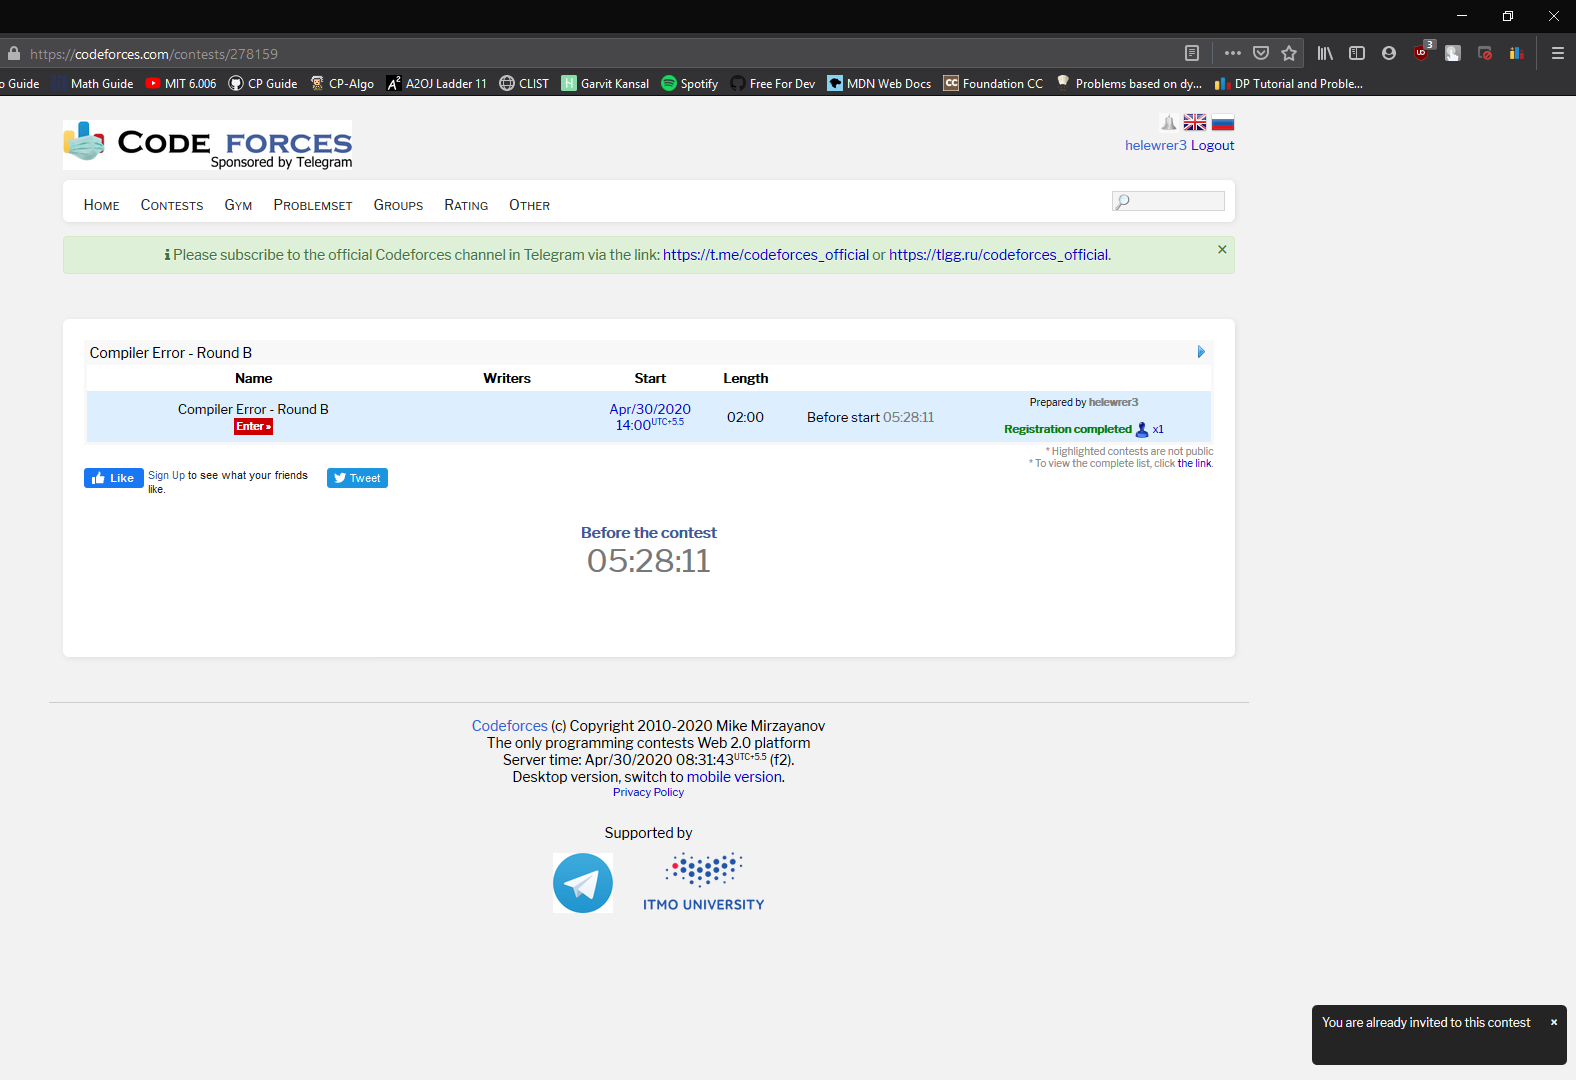 https://codeforces.com/contests/278159
3
o Guide Math Guide MIT 6.006 CP Guide CP-Algo A2OJ Ladder 11 CLIST Garvit Kansal Spotify Free For Dev MDN Web Docs Foundation CC Problems based on dy... DP Tutorial and Proble...
CODE FORCES
Sponsored by Telegram
helewrer3 Logout
HOME CONTESTS GYM PROBLEMSET GROUPS RATING OTHER
Please subscribe to the official Codeforces channel in Telegram via the link: https://t.me/codeforces_official or https://tlgg.ru/codeforces_official.
Compiler Error - Round B
Name Writers Start Length
Compiler Error - Round B
Enter »
Apr/30/2020
14:00UTC+5.5
02:00
Before start 05:28:11
Prepared by helewrer3
Registration completed x1
* Highlighted contests are not public
* To view the complete list, click the link.
Like
Sign Up to see what your friends
like.
Tweet
Before the contest
05:28:11
Codeforces (c) Copyright 2010-2020 Mike Mirzayanov
The only programming contests Web 2.0 platform
Server time: Apr/30/2020 08:31:43UTC+5.5 (f2).
Desktop version, switch to mobile version.
Privacy Policy
Supported by
ITMO UNIVERSITY
You are already invited to this contest ×